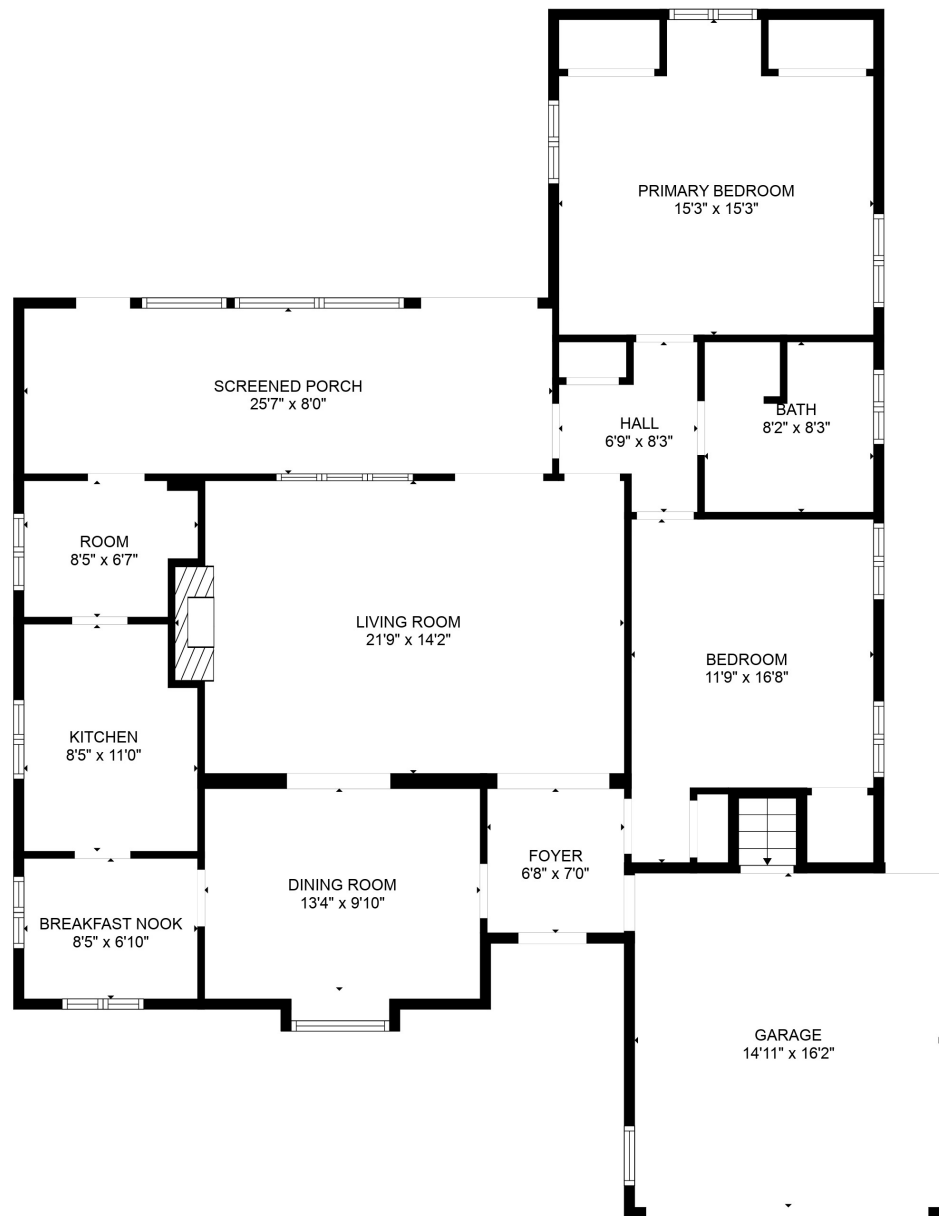 PRIMARY BEDROOM
15'3" x 15'3"
SCREENED PORCH
25'7" x 8'0"
HALL
6'9" x 8'3"
BATH
8'2" x 8'3"
ROOM
8'5" x 6'7"
LIVING ROOM
21'9" x 14'2"
BEDROOM
11'9" x 16'8"
KITCHEN
8'5" x 11'0"
FOYER
6'8" x 7'0"
DINING ROOM
13'4" x 9'10"
BREAKFAST NOOK
8'5" x 6'10"
GARAGE
14'11" x 16'2"